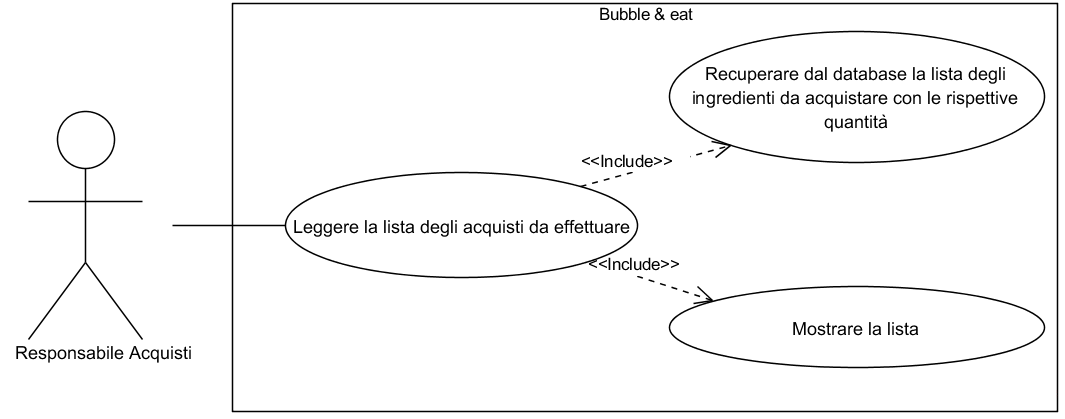 Bubble & eat
Recuperare dal database la lista degli
ingredienti da acquistare con le rispettive
quantità
<<Include>>
Leggere la lista degli acquisti da effettuare
<<Include>>
Mostrare la lista
Responsabile Acquisti